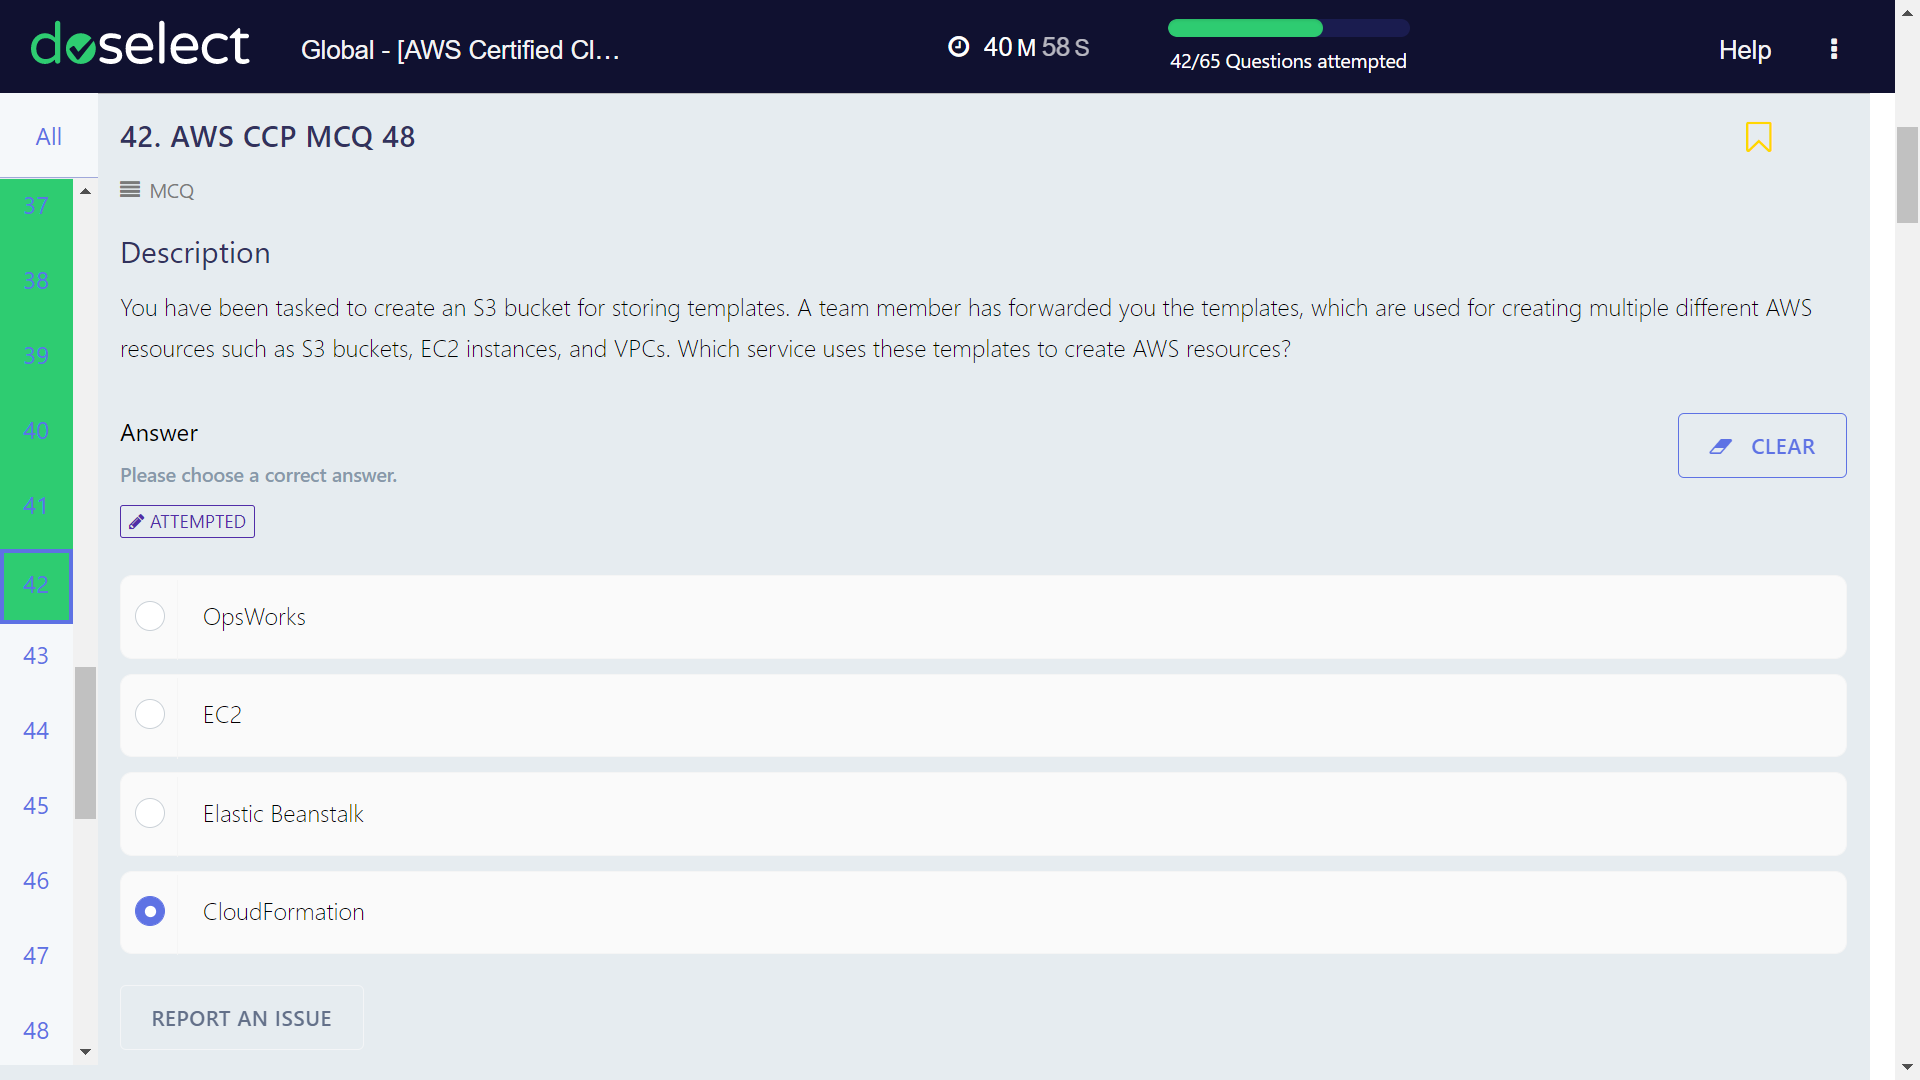 doselect
Global - [AWS Certified Cl...
40 M 58 S
42/65 Questions attempted
Help
All
37
38
39
40
41
42
43
44
45
46
47
48
42. AWS CCP MCQ 48
MCQ
Description
You have been tasked to create an S3 bucket for storing templates. A team member has forwarded you the templates, which are used for creating multiple different AWS
resources such as S3 buckets, EC2 instances, and VPCs. Which service uses these templates to create AWS resources?
Answer
CLEAR
Please choose a correct answer.
ATTEMPTED
OpsWorks
EC2
Elastic Beanstalk
CloudFormation
REPORT AN ISSUE